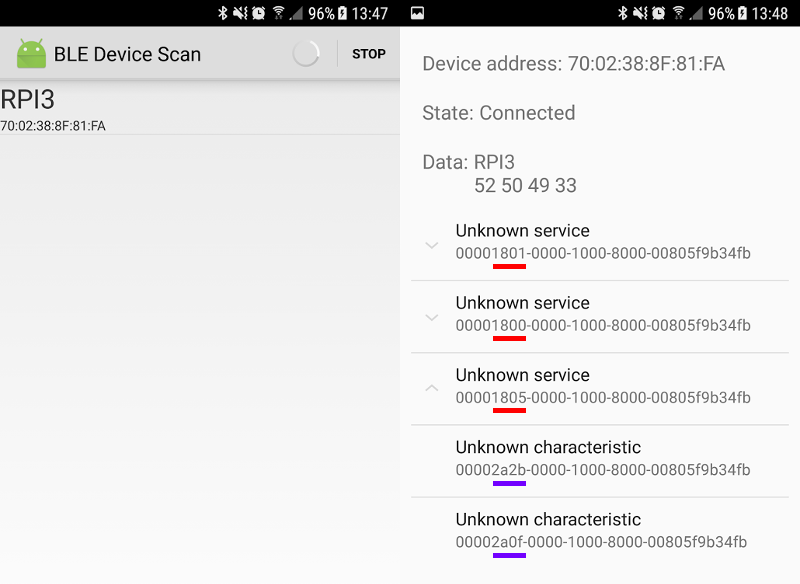 96% 13:47
BLE Device Scan
STOP
RPI3
70:02:38:8F:81:FA
96% 13:48
Device address: 70:02:38:8F:81:FA
State: Connected
Data: RPI3
52 50 49 33
Unknown service
00001801-0000-1000-8000-00805f9b34fb
Unknown service
00001800-0000-1000-8000-00805f9b34fb
Unknown service
00001805-0000-1000-8000-00805f9b34fb
Unknown characteristic
00002a2b-0000-1000-8000-00805f9b34fb
Unknown characteristic
00002a0f-0000-1000-8000-00805f9b34fb